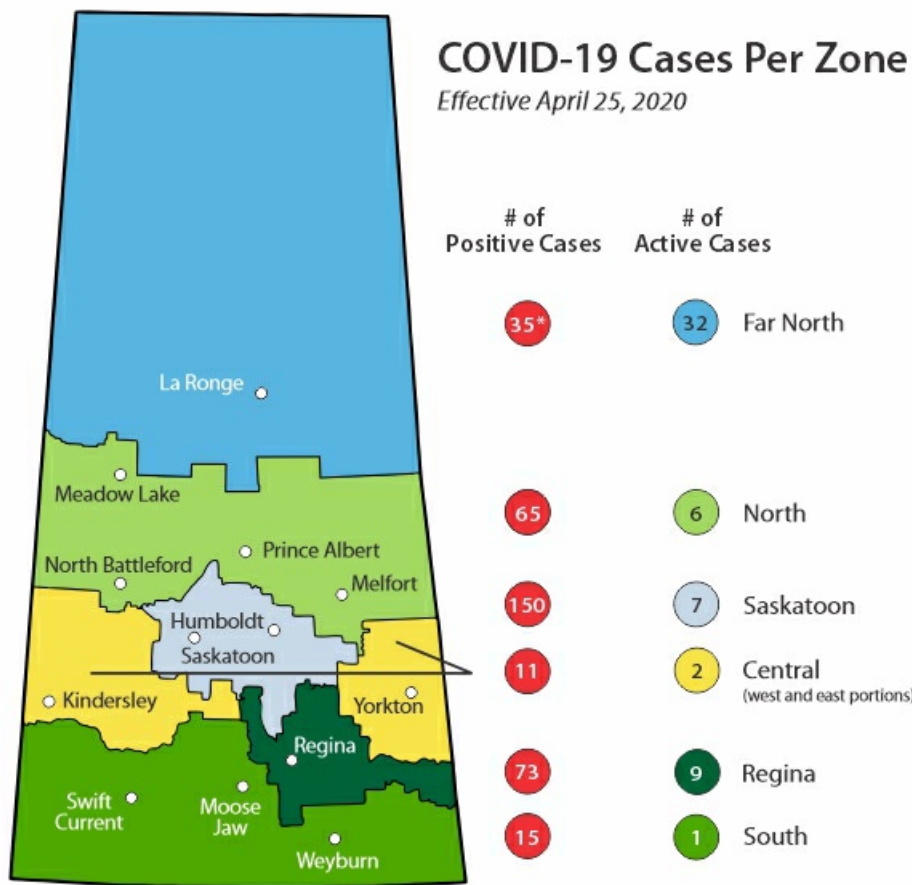 COVID-19 Cases Per Zone
Effective April 25, 2020
# of
Positive Cases
# of
Active Cases
35*
32
Far North
La Ronge
Meadow Lake
65
6
North
Prince Albert
North Battleford
Melfort
150
7
Saskatoon
Humboldt
Saskatoon
11
2
Central
(west and east portions)
Kindersley
Yorkton
Regina
73
9
Regina
Swift
Current
Moose
Jaw
15
1
South
Weyburn